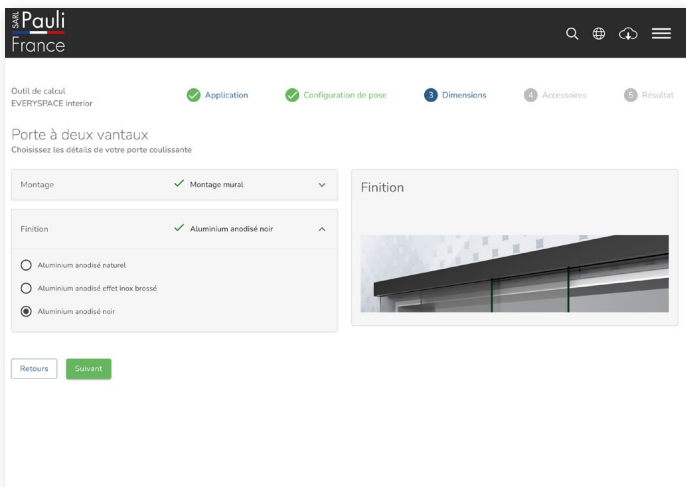 SARL Pauli
France
Outil de calcul
EVERYSPACE interior
Application
Configuration de pose
3 Dimensions
4 Accessoires
5 Résultat
Porte à deux vantaux
Choisissez les détails de votre porte coulissante
Montage
Montage mural
Finition
Aluminium anodisé noir
Aluminium anodisé naturel
Aluminium anodisé effet inox brossé
Aluminium anodisé noir
Finition
Retours
Suivant